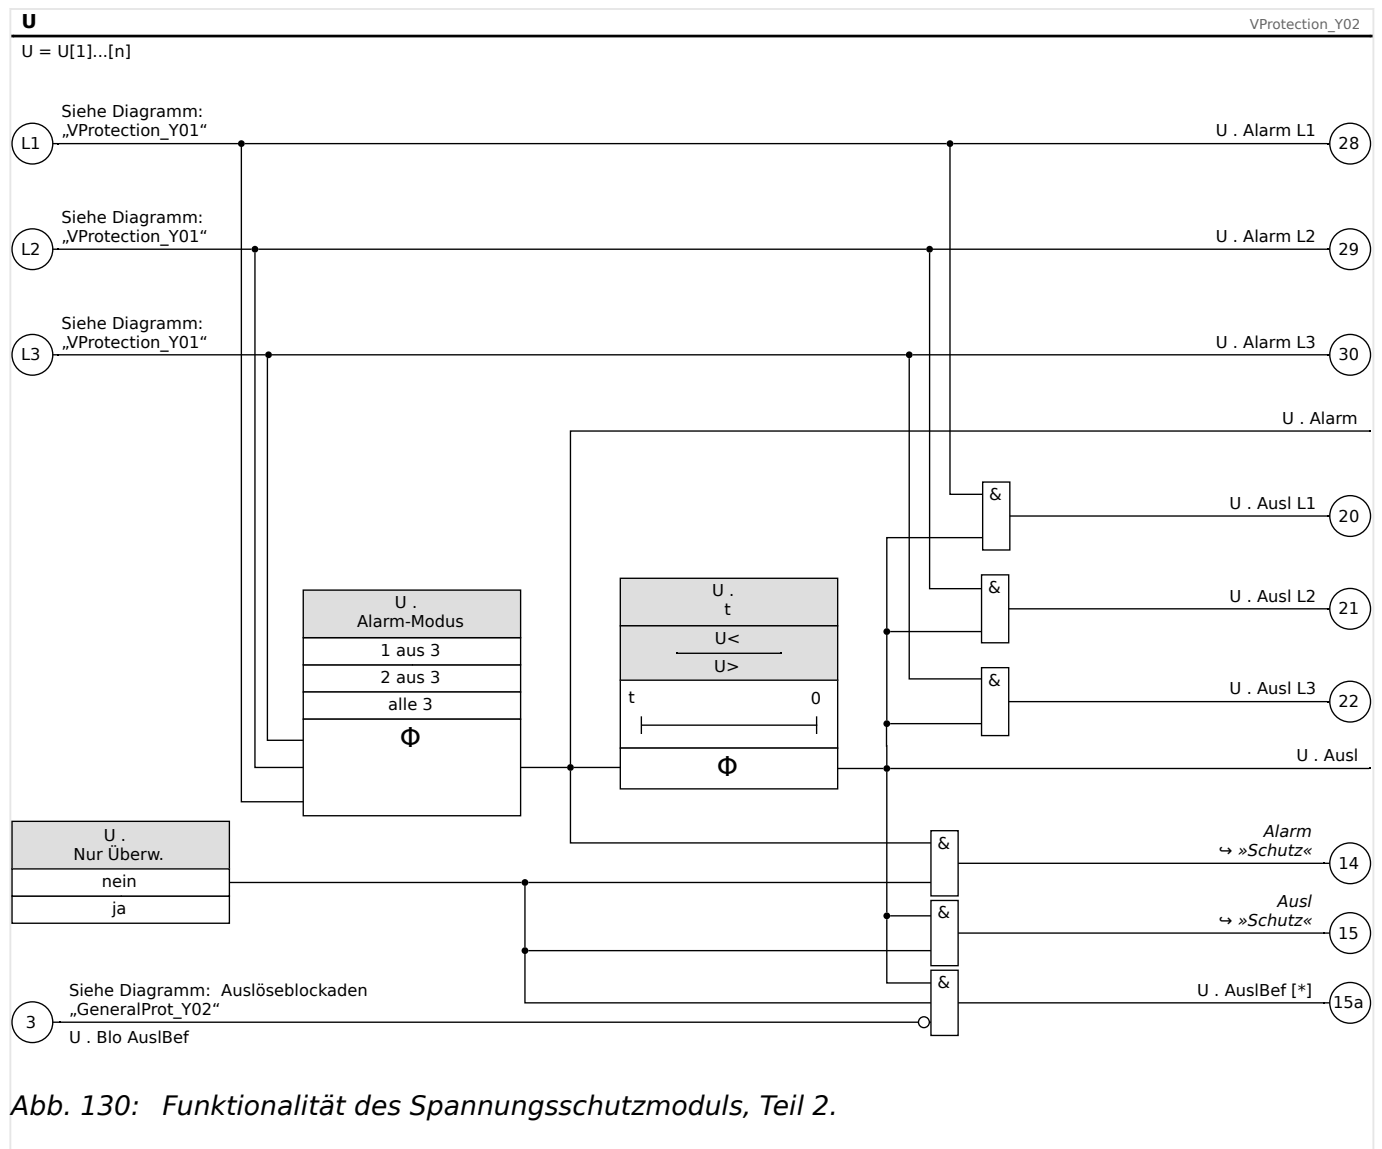 U
VProtection_Y02
U = U[1]...[n]
Siehe Diagramm:
„VProtection_Y01“
L1
U . Alarm L1
28
Siehe Diagramm:
„VProtection_Y01“
L2
U . Alarm L2
29
Siehe Diagramm:
„VProtection_Y01“
L3
U . Alarm L3
30
U . Alarm
&
U . Ausl L1
20
&
U . Ausl L2
21
&
U . Ausl L3
22
U .
Alarm-Modus
1 aus 3
2 aus 3
alle 3
Φ
U .
t
U<
U>
t 0
Φ
U . Ausl
U .
Nur Überw.
nein
ja
&
Alarm
↪ »Schutz«
14
&
Ausl
↪ »Schutz«
15
&
U . AuslBef [*]
15a
Siehe Diagramm: Auslöseblockaden
„GeneralProt_Y02“
3
U . Blo AuslBef
Abb. 130: Funktionalität des Spannungsschutzmoduls, Teil 2.